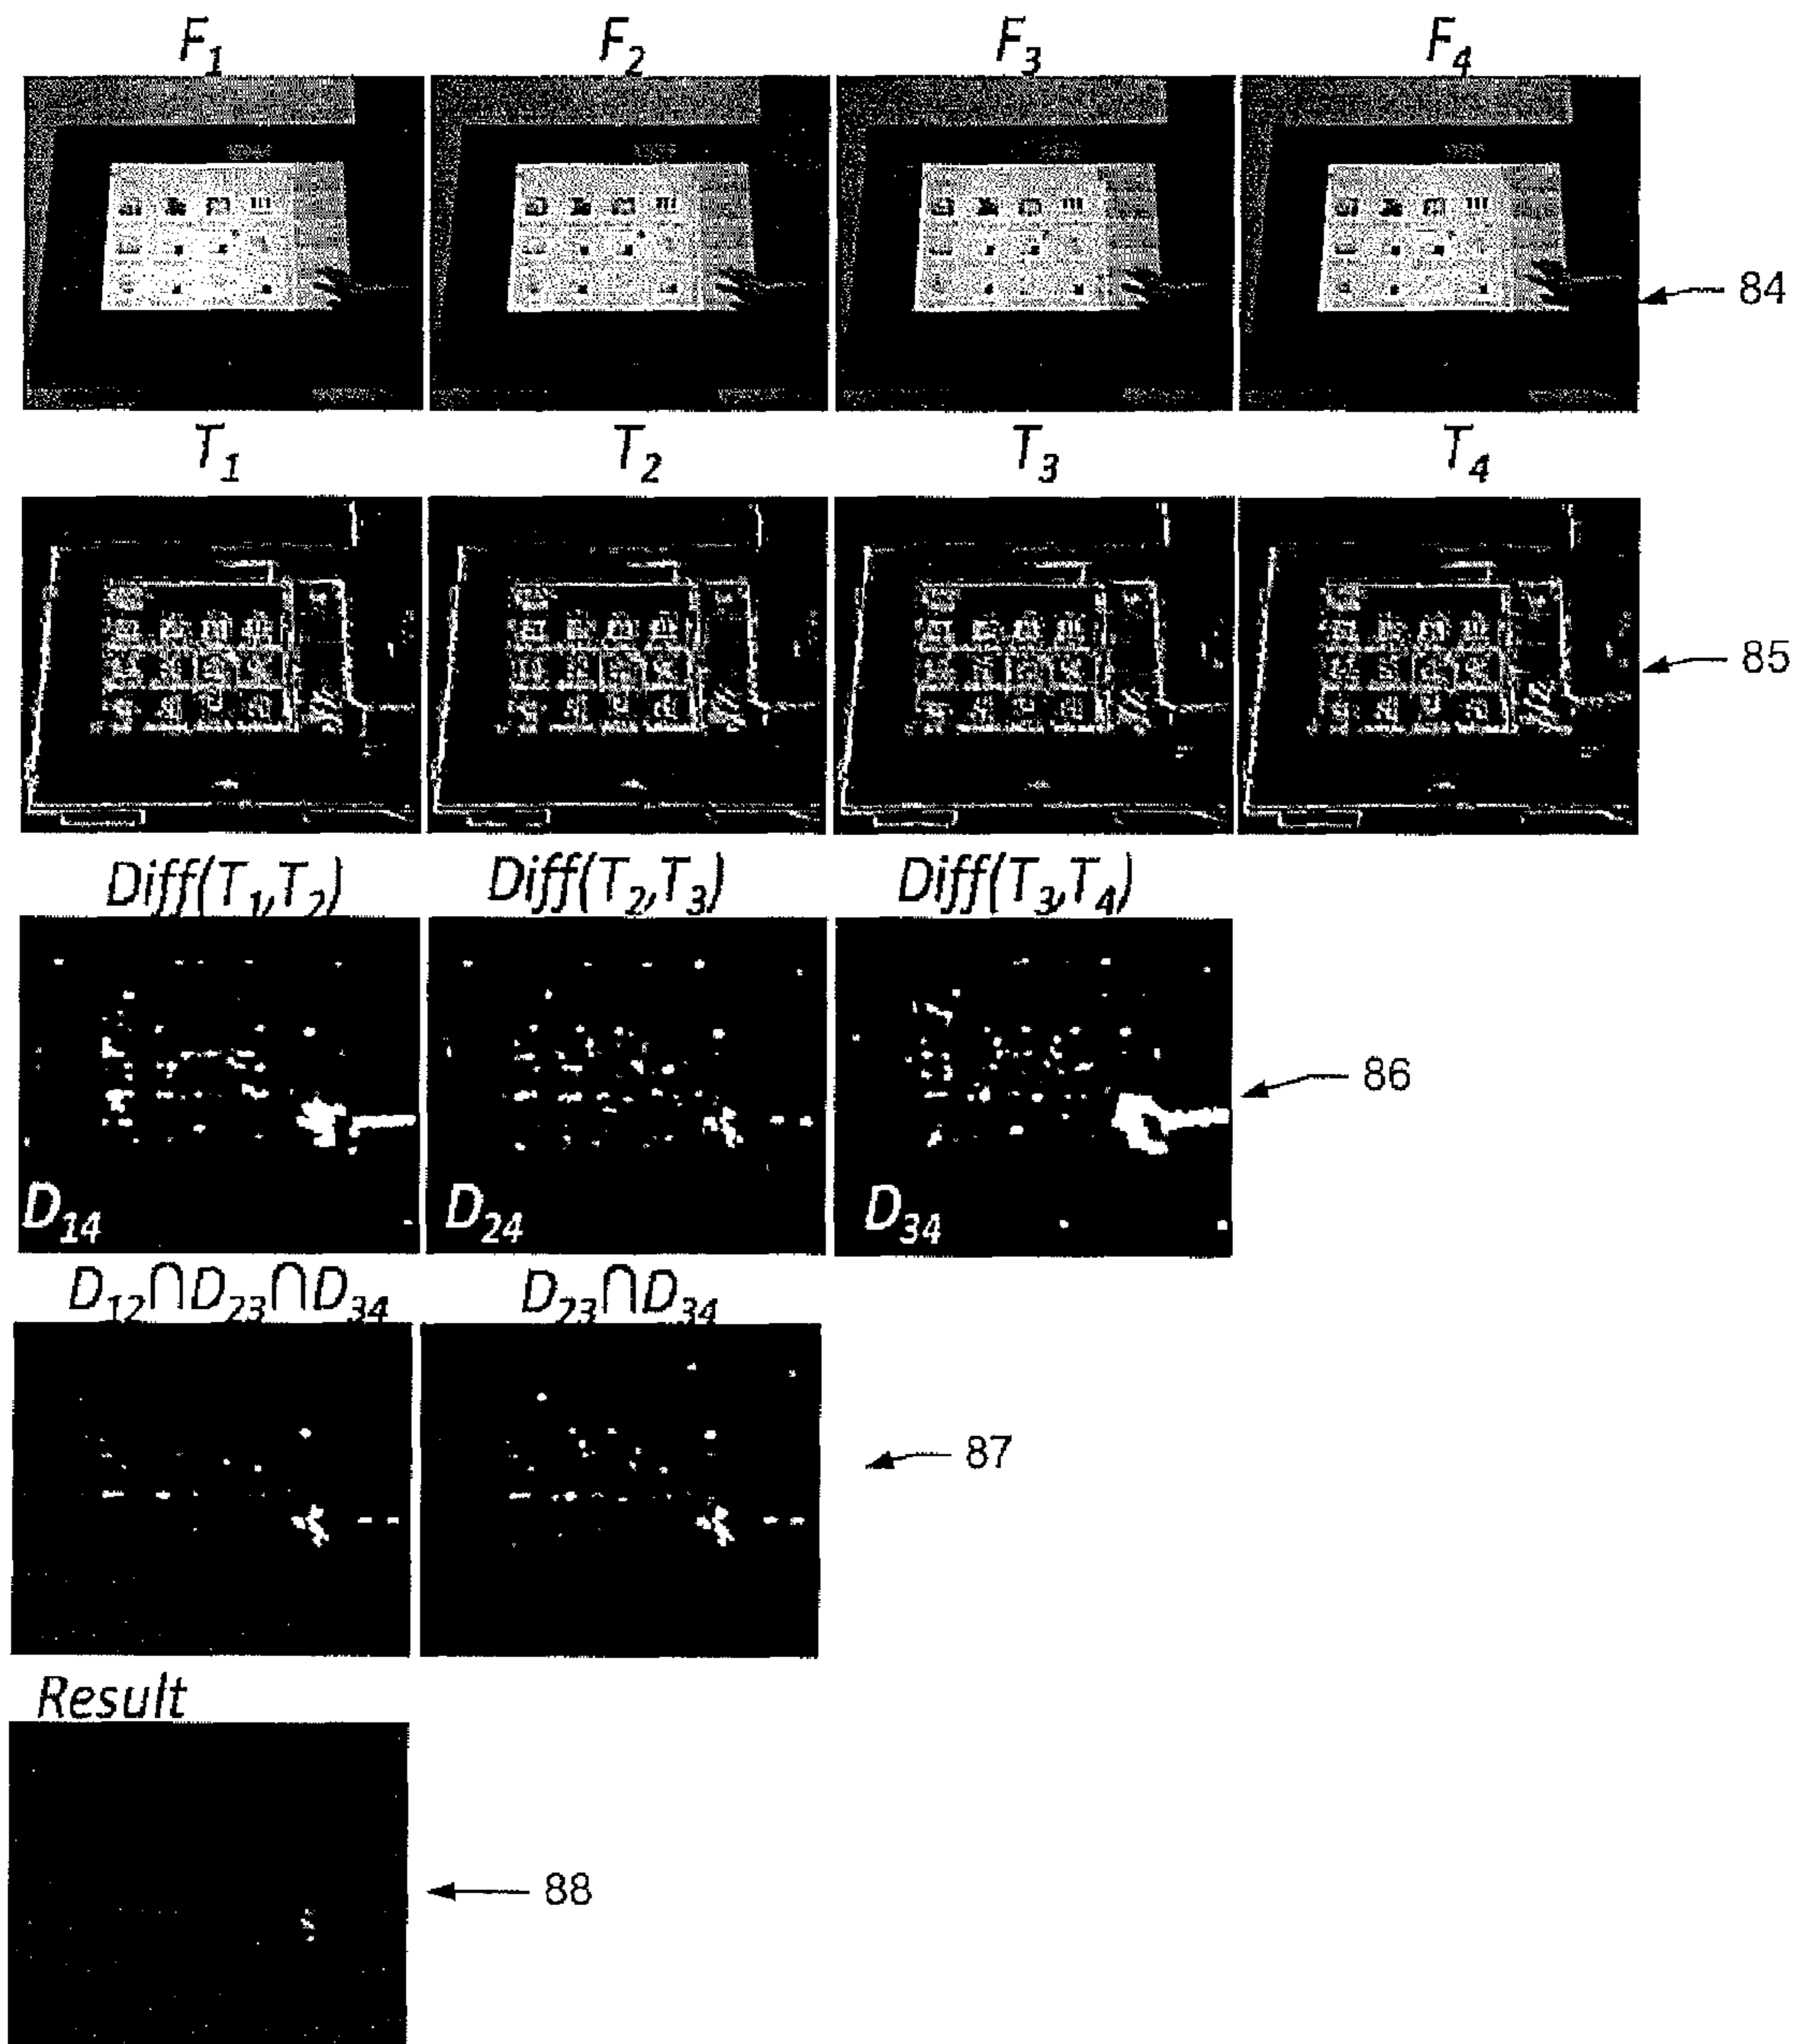 F1 F2 F3 F4
84
T1 T2 T3 T4
85
Diff(T1,T2) Diff(T2,T3) Diff(T3,T4)
86
D14 D24 D34
D12∩D23∩D34 D23∩D34
87
Result
88